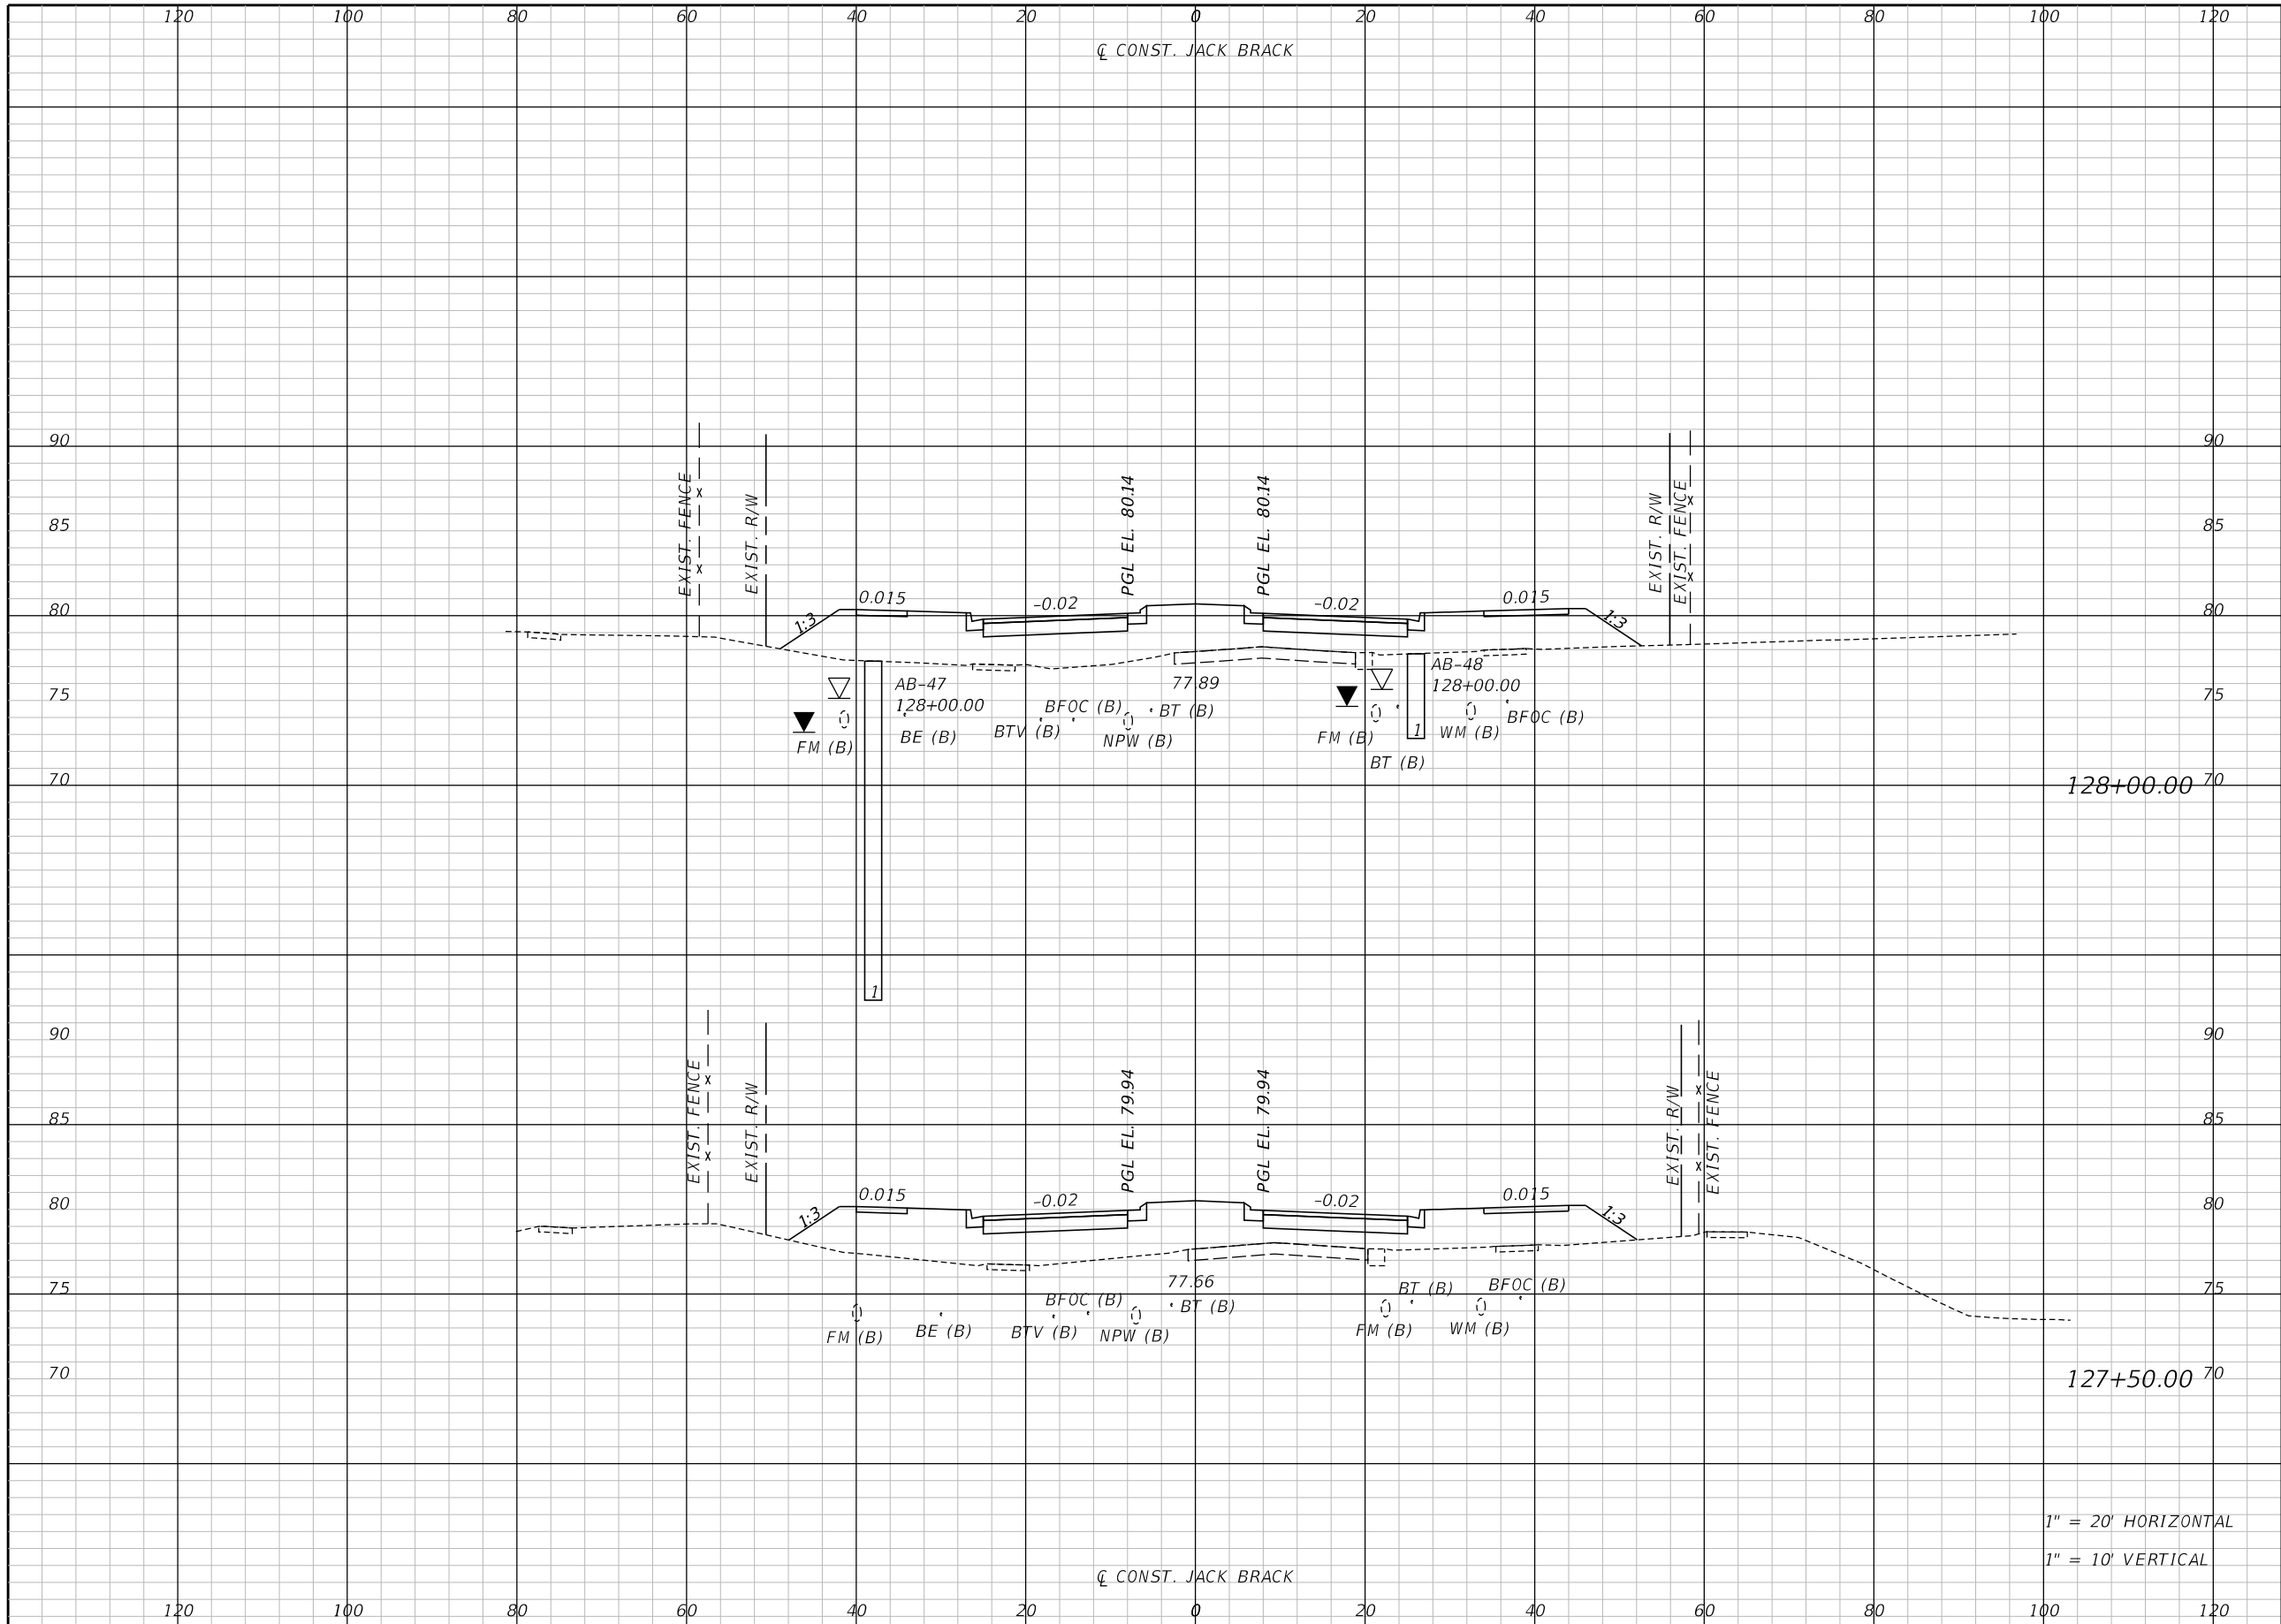 120 100 80 60 40 20 0 20 40 60 80 100 120
℄ CONST. JACK BRACK
90 90
EXIST. FENCE
EXIST. R/W
PGL EL. 80.14
PGL EL. 80.14
EXIST. R/W
EXIST. FENCE
85 85
80 80
1:3 0.015 -0.02 -0.02 0.015 1:3
75 75
AB-47
128+00.00
77.89
AB-48
128+00.00
FM (B)
BE (B)
BTV (B)
BFOC (B)
NPW (B)
BT (B)
FM (B)
BT (B)
1
WM (B)
BFOC (B)
70 128+00.00 70
1
90 90
EXIST. FENCE
EXIST. R/W
PGL EL. 79.94
PGL EL. 79.94
EXIST. R/W
EXIST. FENCE
85 85
80 80
1:3 0.015 -0.02 -0.02 0.015 1:3
75 75
77.66
FM (B)
BE (B)
BTV (B)
BFOC (B)
NPW (B)
BT (B)
FM (B)
BT (B)
WM (B)
BFOC (B)
70 127+50.00 70
1" = 20' HORIZONTAL
1" = 10' VERTICAL
℄ CONST. JACK BRACK
120 100 80 60 40 20 0 20 40 60 80 100 120